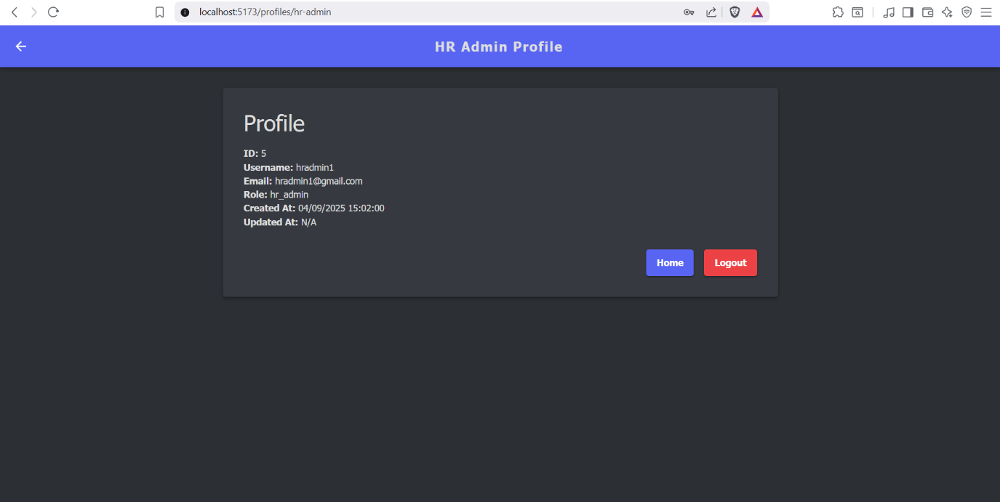 localhost:5173/profiles/hr-admin
HR Admin Profile
Profile
ID: 5
Username: hradmin1
Email: hradmin1@gmail.com
Role: hr_admin
Created At: 04/09/2025 15:02:00
Updated At: N/A
Home
Logout